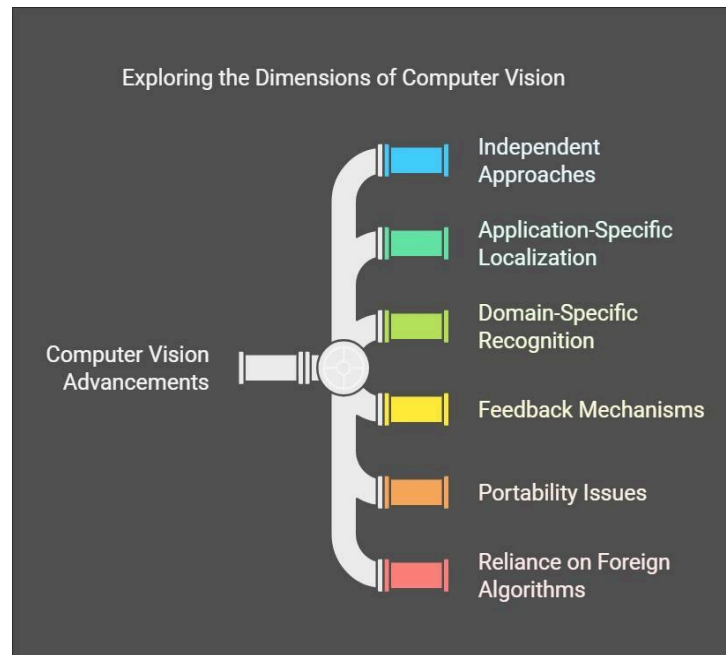 Exploring the Dimensions of Computer Vision
Independent
Approaches
Application-Specific
Localization
Domain-Specific
Recognition
Computer Vision
Advancements
Feedback Mechanisms
Portability Issues
Reliance on Foreign
Algorithms